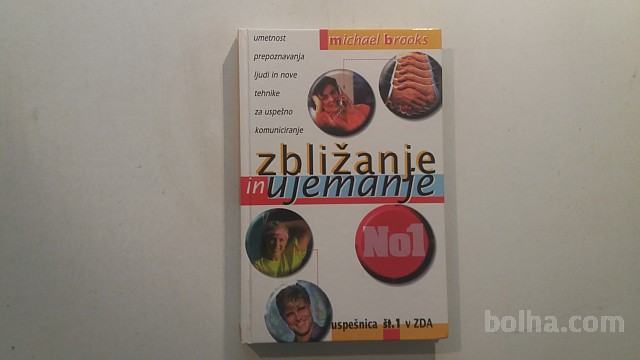 umetnost
prepoznavanja
ljudi in nove
tehnike
za uspešno
komuniciranje
michael brooks
zbližanje
in ujemanje
No1
uspešnica št.1 v ZDA
bolha.com